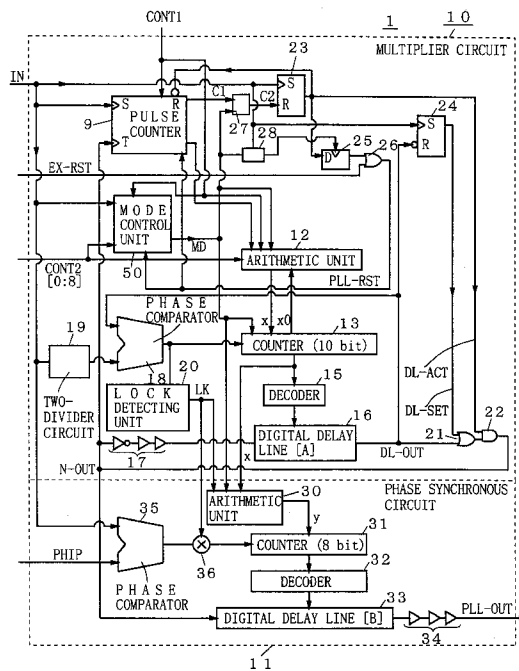 CONT1
1
10
MULTIPLIER CIRCUIT
IN
23
S
R
C1
C2
S
R
9
PULSE
COUNTER
T
27
24
S
R
28
25
26
D
EX-RST
MODE
CONTROL
UNIT
50
MD
12
ARITHMETIC UNIT
CONT2
[0:8]
PLL-RST
PHASE
COMPARATOR
x
x0
13
COUNTER (10 bit)
19
18
20
LOCK
DETECTING
UNIT
LK
15
DECODER
DL-ACT
TWO-
DIVIDER
CIRCUIT
16
DIGITAL DELAY
LINE [A]
DL-SET
22
21
17
x
DL-OUT
N-OUT
PHASE SYNCHRONOUS
CIRCUIT
35
ARITHMETIC
UNIT
30
y
31
COUNTER (8 bit)
PHIP
36
32
DECODER
PHASE
COMPARATOR
33
DIGITAL DELAY LINE [B]
PLL-OUT
34
11